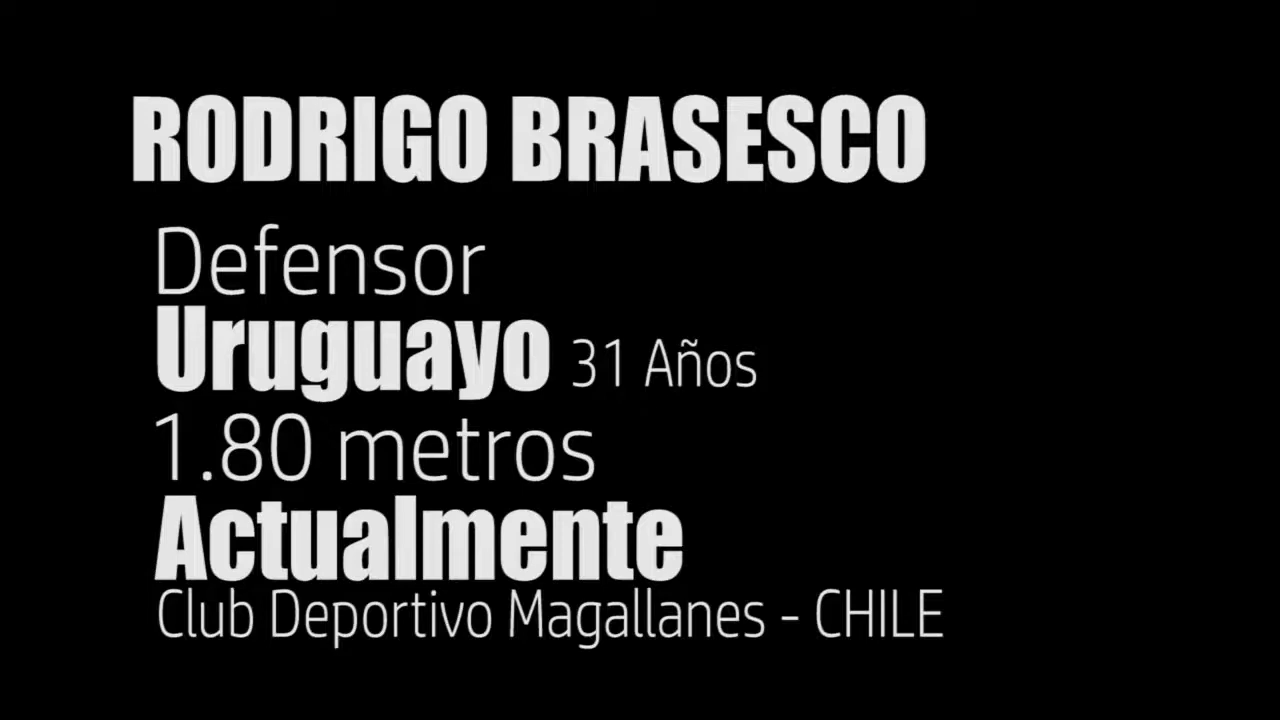 RODRIGO BRASESCO
Defensor
Uruguayo 31 Años
1.80 metros
Actualmente
Club Deportivo Magallanes - CHILE